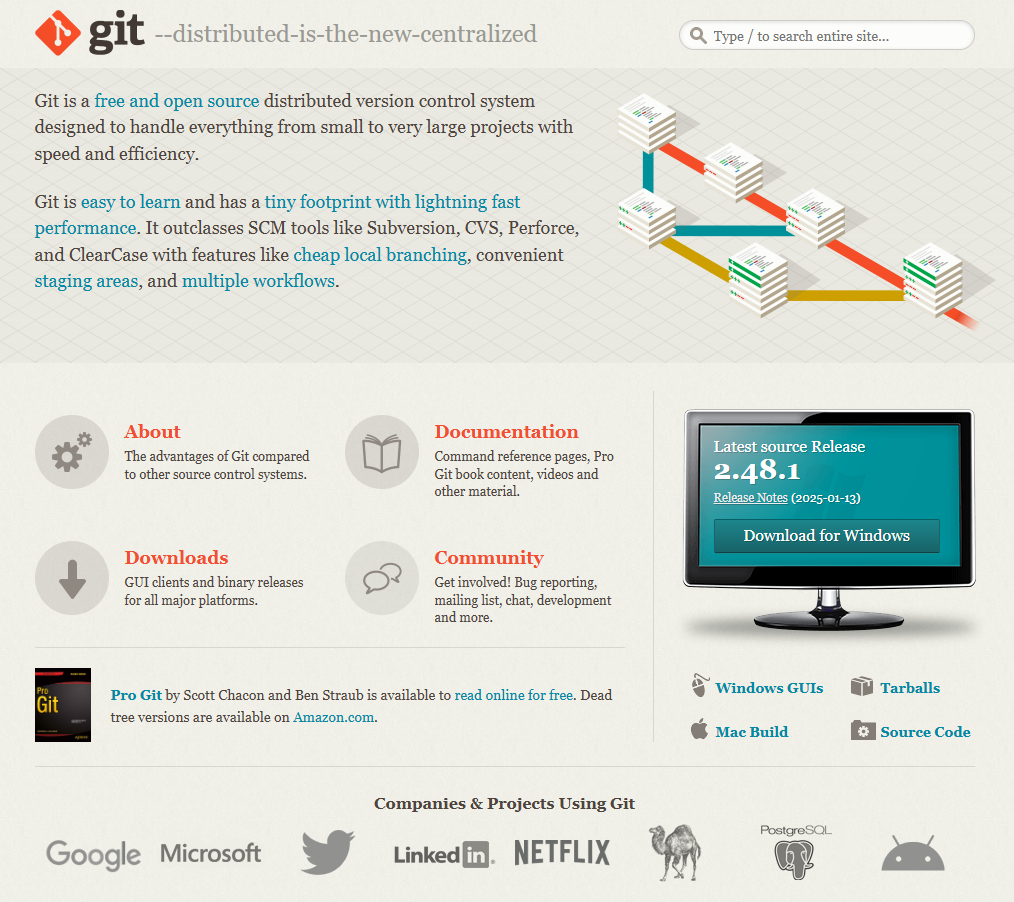 git --distributed-is-the-new-centralized
Type / to search entire site...
Git is a free and open source distributed version control system
designed to handle everything from small to very large projects with
speed and efficiency.
Git is easy to learn and has a tiny footprint with lightning fast
performance. It outclasses SCM tools like Subversion, CVS, Perforce,
and ClearCase with features like cheap local branching, convenient
staging areas, and multiple workflows.
About
The advantages of Git compared
to other source control systems.
Documentation
Command reference pages, Pro
Git book content, videos and
other material.
Downloads
GUI clients and binary releases
for all major platforms.
Community
Get involved! Bug reporting,
mailing list, chat, development
and more.
Pro
Git
Pro Git by Scott Chacon and Ben Straub is available to read online for free. Dead
tree versions are available on Amazon.com.
Latest source Release
2.48.1
Release Notes (2025-01-13)
Download for Windows
Windows GUIs
Tarballs
Mac Build
Source Code
Companies & Projects Using Git
Google Microsoft LinkedIn NETFLIX PostgreSQL